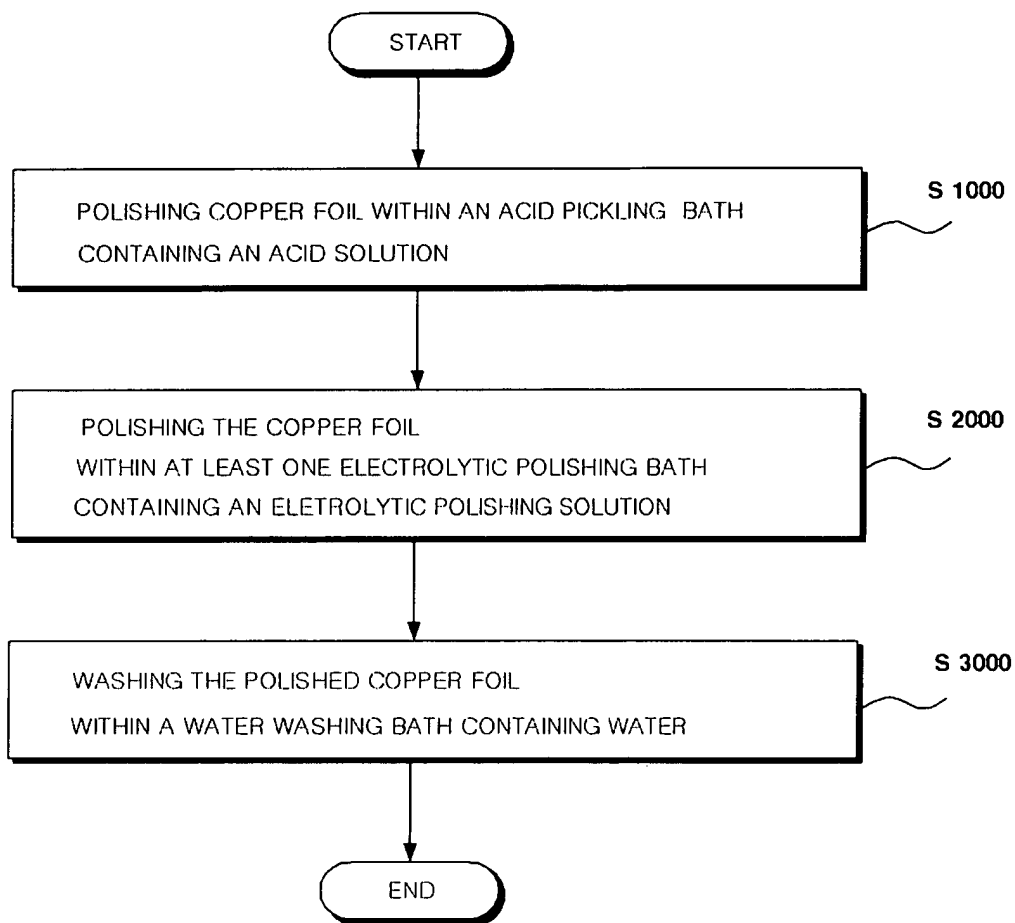 START
S 1000
POLISHING COPPER FOIL WITHIN AN ACID PICKLING BATH
CONTAINING AN ACID SOLUTION
S 2000
POLISHING THE COPPER FOIL
WITHIN AT LEAST ONE ELECTROLYTIC POLISHING BATH
CONTAINING AN ELETROLYTIC POLISHING SOLUTION
S 3000
WASHING THE POLISHED COPPER FOIL
WITHIN A WATER WASHING BATH CONTAINING WATER
END